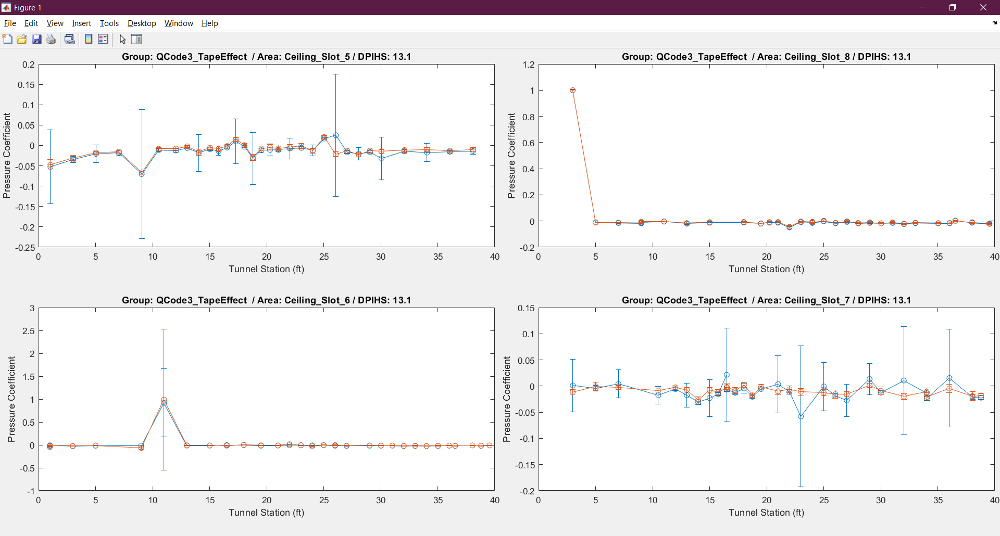 Figure 1
File Edit View Insert Tools Desktop Window Help
Group: QCode3_TapeEffect / Area: Ceiling_Slot_5 / DPIHS: 13.1
0.2
0.15
0.1
0.05
0
-0.05
-0.1
-0.15
-0.2
-0.25
Pressure Coefficient
0 5 10 15 20 25 30 35 40
Tunnel Station (ft)
Group: QCode3_TapeEffect / Area: Ceiling_Slot_8 / DPIHS: 13.1
1.2
1
0.8
0.6
0.4
0.2
0
-0.2
Pressure Coefficient
0 5 10 15 20 25 30 35 40
Tunnel Station (ft)
Group: QCode3_TapeEffect / Area: Ceiling_Slot_6 / DPIHS: 13.1
3
2.5
2
1.5
1
0.5
0
-0.5
-1
Pressure Coefficient
0 5 10 15 20 25 30 35 40
Tunnel Station (ft)
Group: QCode3_TapeEffect / Area: Ceiling_Slot_7 / DPIHS: 13.1
0.15
0.1
0.05
0
-0.05
-0.1
-0.15
-0.2
Pressure Coefficient
0 5 10 15 20 25 30 35 40
Tunnel Station (ft)